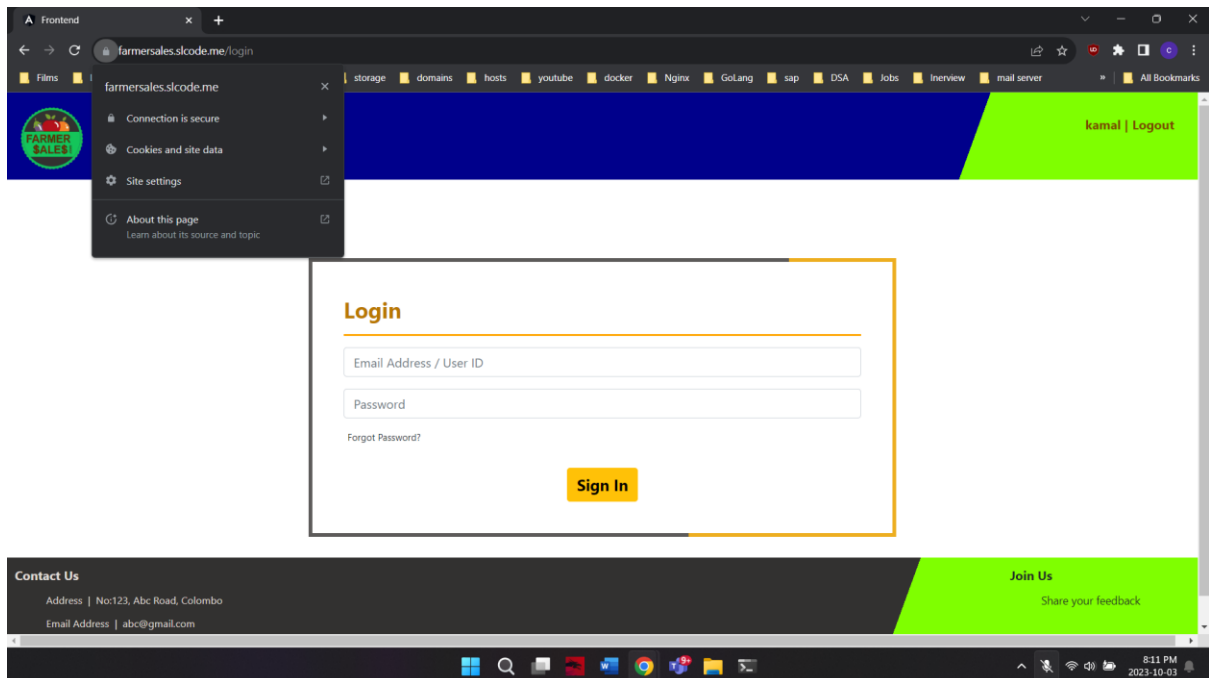 Frontend
farmersales.slcode.me/login
Films
storage domains hosts youtube docker Nginx GoLang sap DSA Jobs Inerview mail server » All Bookmarks
farmersales.slcode.me
Connection is secure
Cookies and site data
Site settings
About this page
Learn about its source and topic
FARMER
SALES!
kamal | Logout
Login
Email Address / User ID
Password
Forgot Password?
Sign In
Contact Us
Address | No:123, Abc Road, Colombo
Email Address | abc@gmail.com
Join Us
Share your feedback
8:11 PM
2023-10-03